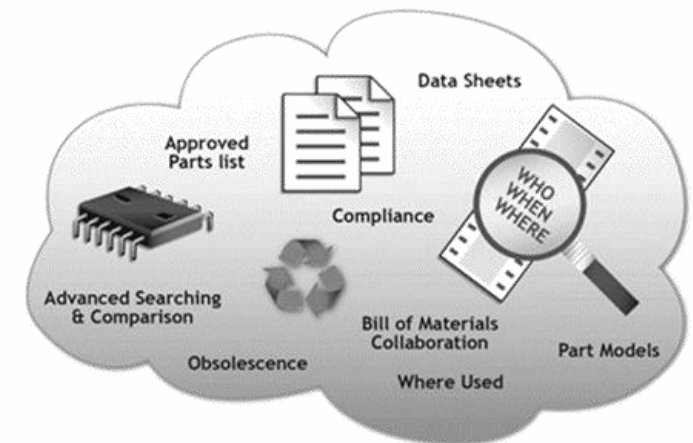 Data Sheets
Approved
Parts list
WHO
WHEN
WHERE
Compliance
Advanced Searching
& Comparison
Bill of Materials
Collaboration
Part Models
Obsolescence
Where Used